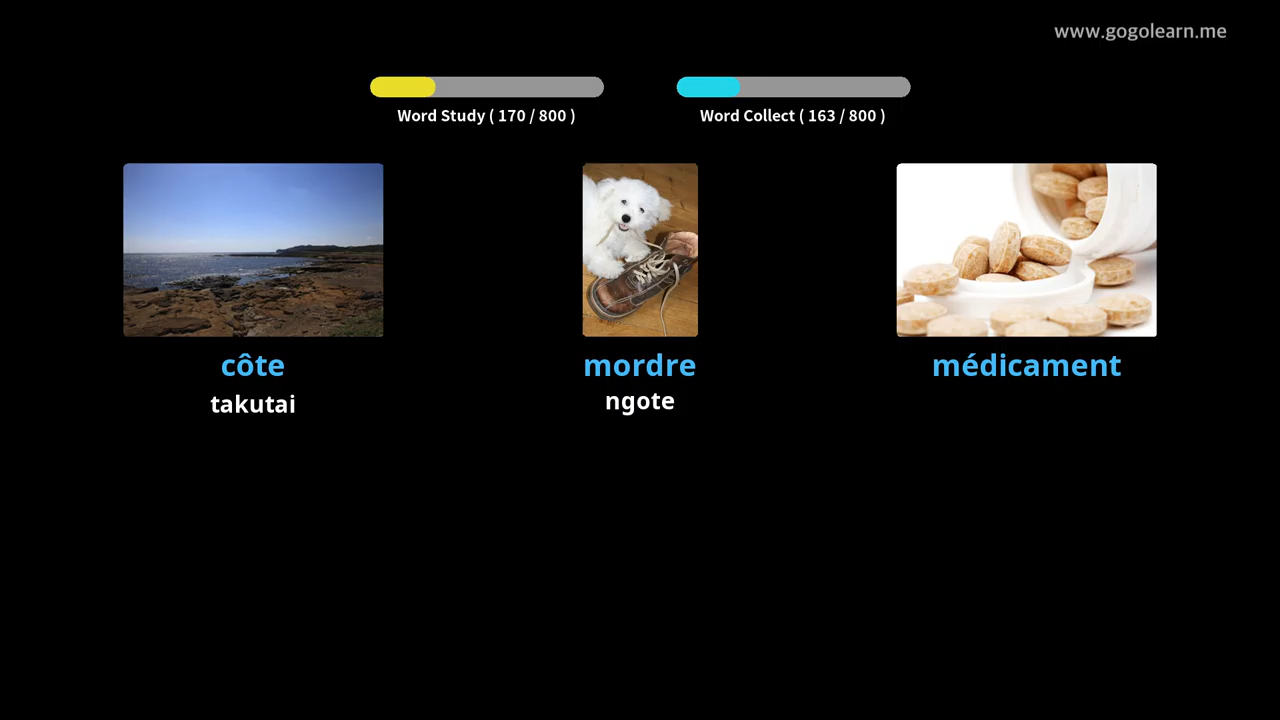 www.gogolearn.me
Word Study ( 170 / 800 )
Word Collect ( 163 / 800 )
côte
mordre
médicament
takutai
ngote